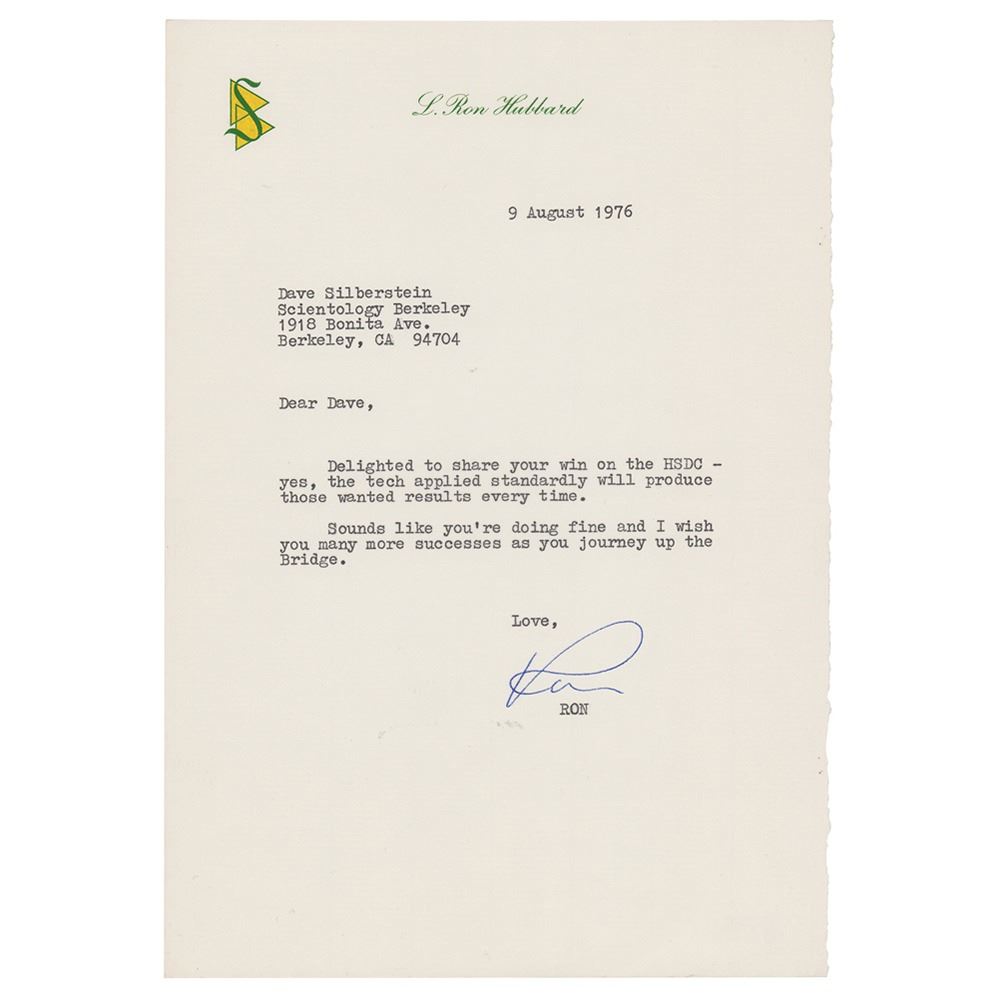 L. Ron Hubbard
9 August 1976
Dave Silberstein
Scientology Berkeley
1918 Bonita Ave.
Berkeley, CA  94704
Dear Dave,
Delighted to share your win on the HSDC -
yes, the tech applied standardly will produce
those wanted results every time.
Sounds like you're doing fine and I wish
you many more successes as you journey up the
Bridge.
Love,
Ron
RON